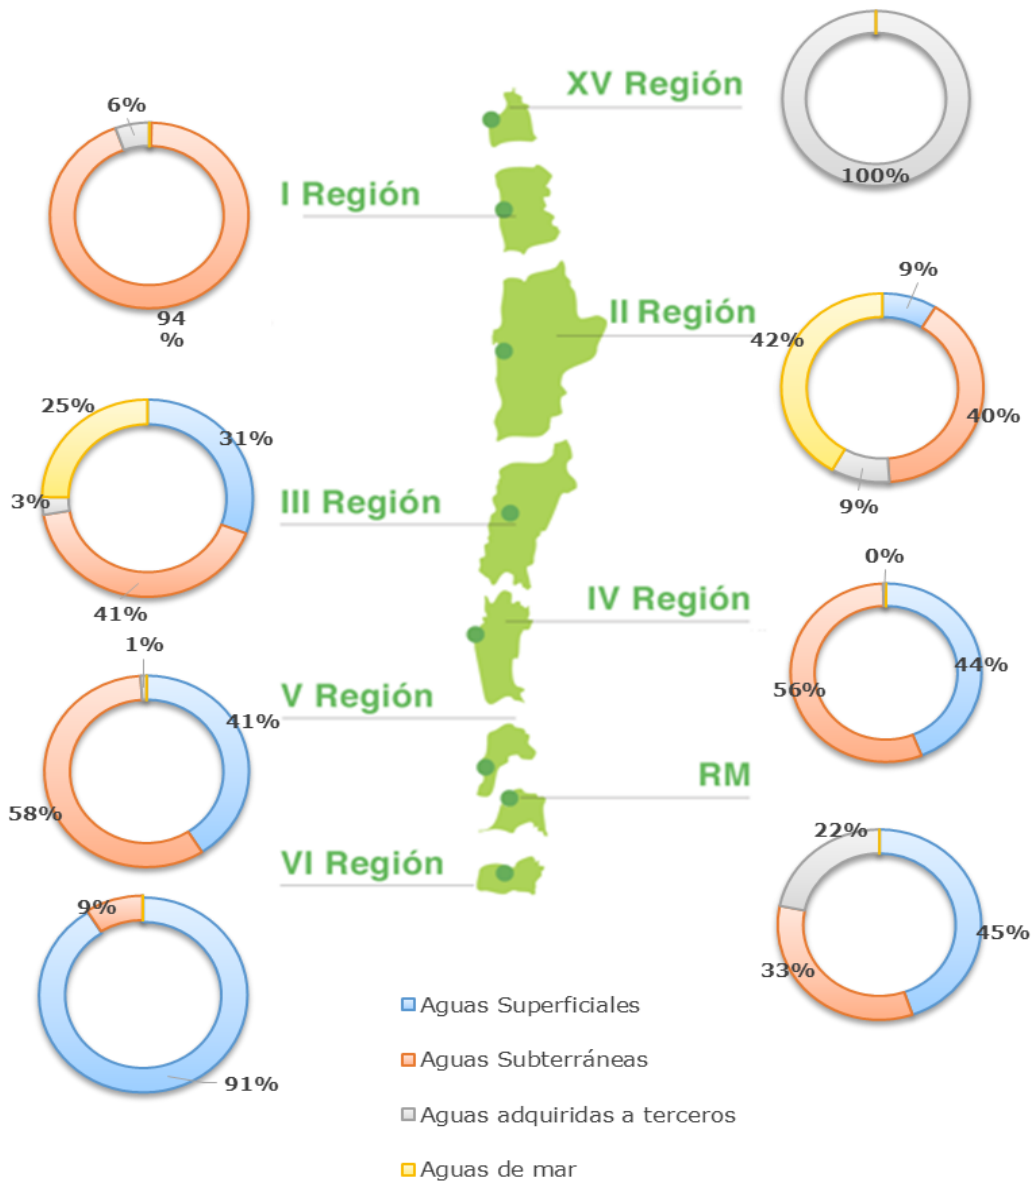 XV Región
100%
6%
I Región
94
%
9%
II Región
42%
40%
9%
25%
31%
III Región
3%
41%
0%
IV Región
44%
56%
1%
V Región
41%
58%
RM
22%
45%
33%
VI Región
9%
91%
Aguas Superficiales
Aguas Subterráneas
Aguas adquiridas a terceros
Aguas de mar